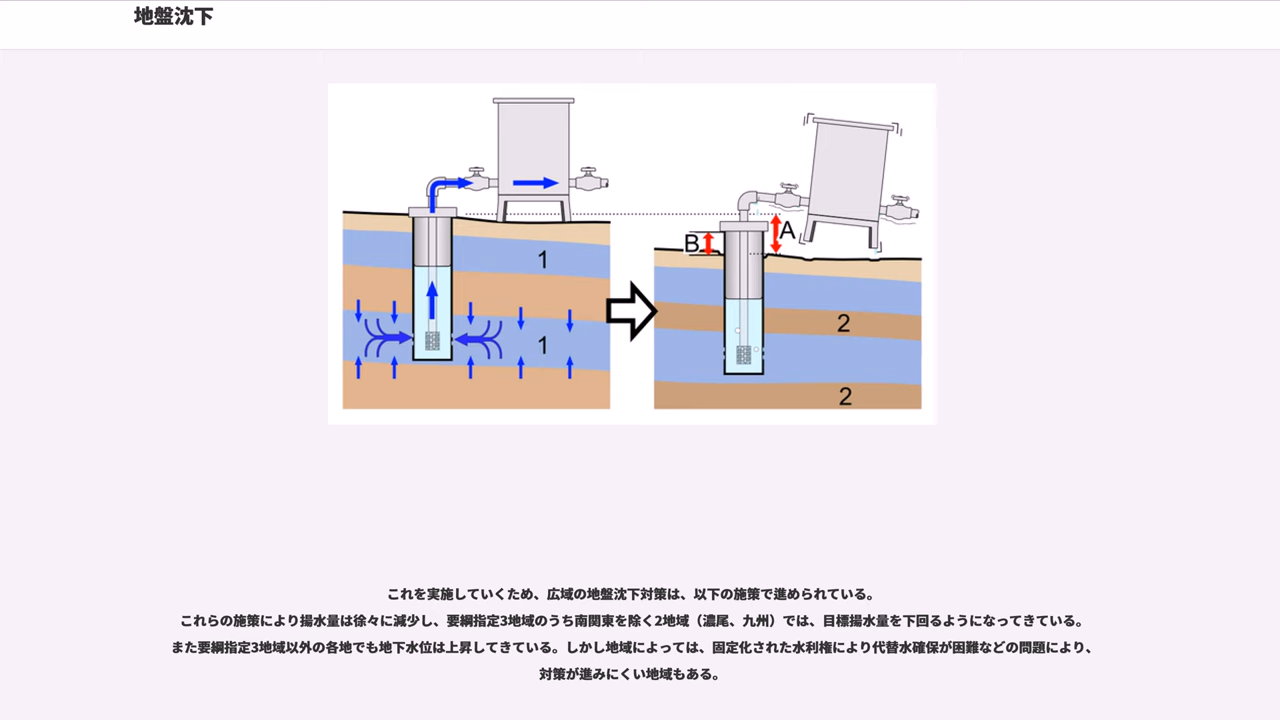 地盤沈下
A
B
1
1
2
2
これを実施していくため、広域の地盤沈下対策は、以下の施策で進められている。
これらの施策により揚水量は徐々に減少し、要綱指定3地域のうち南関東を除く2地域（濃尾、九州）では、目標揚水量を下回るようになってきている。
また要綱指定3地域以外の各地でも地下水位は上昇してきている。しかし地域によっては、固定化された水利権により代替水確保が困難などの問題により、
対策が進みにくい地域もある。